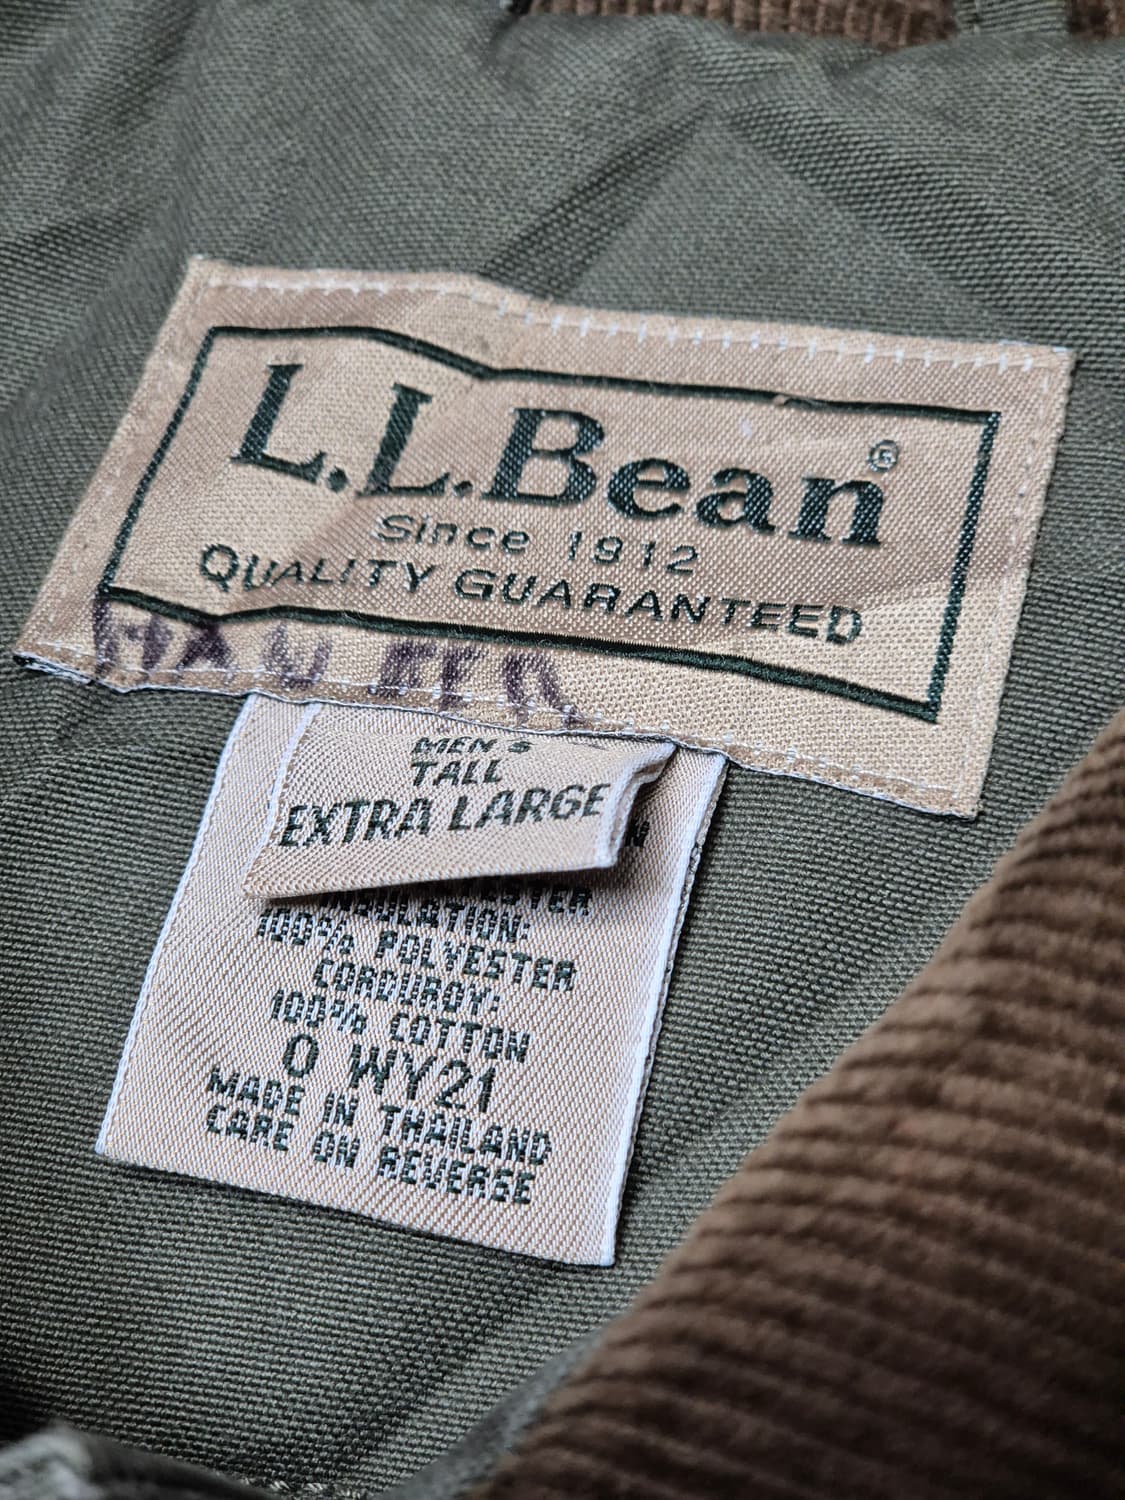 L.L.Bean®
Since 1912
QUALITY GUARANTEED
MEN'S
TALL
EXTRA LARGE
INSULATION:
100% POLYESTER
CORDUROY:
100% COTTON
0 WY21
MADE IN THAILAND
CARE ON REVERSE